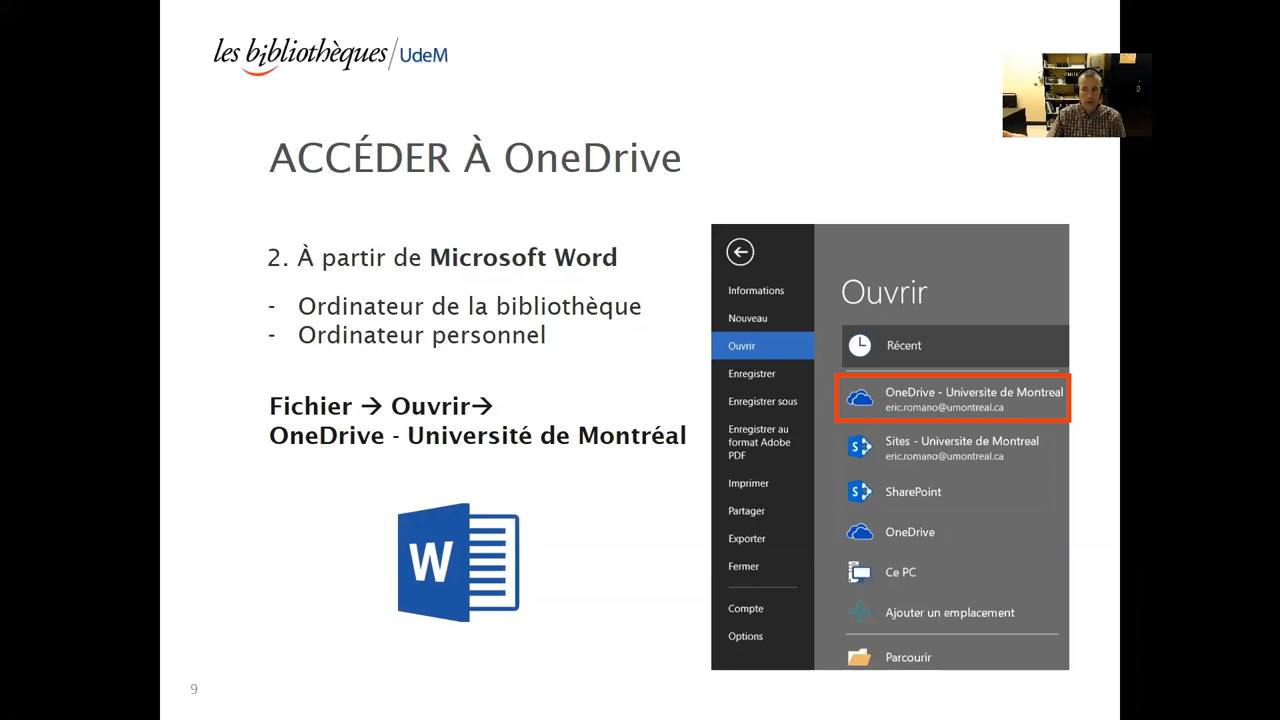 les bibliothèques/UdeM
ACCÉDER À OneDrive
2. À partir de Microsoft Word
- Ordinateur de la bibliothèque
- Ordinateur personnel
Fichier → Ouvrir→
OneDrive - Université de Montréal
W
Informations
Nouveau
Ouvrir
Enregistrer
Enregistrer sous
Enregistrer au
format Adobe
PDF
Imprimer
Partager
Exporter
Fermer
Compte
Options
Ouvrir
Récent
OneDrive - Universite de Montreal
eric.romano@umontreal.ca
Sites - Universite de Montreal
eric.romano@umontreal.ca
S
SharePoint
S
OneDrive
Ce PC
Ajouter un emplacement
Parcourir
9